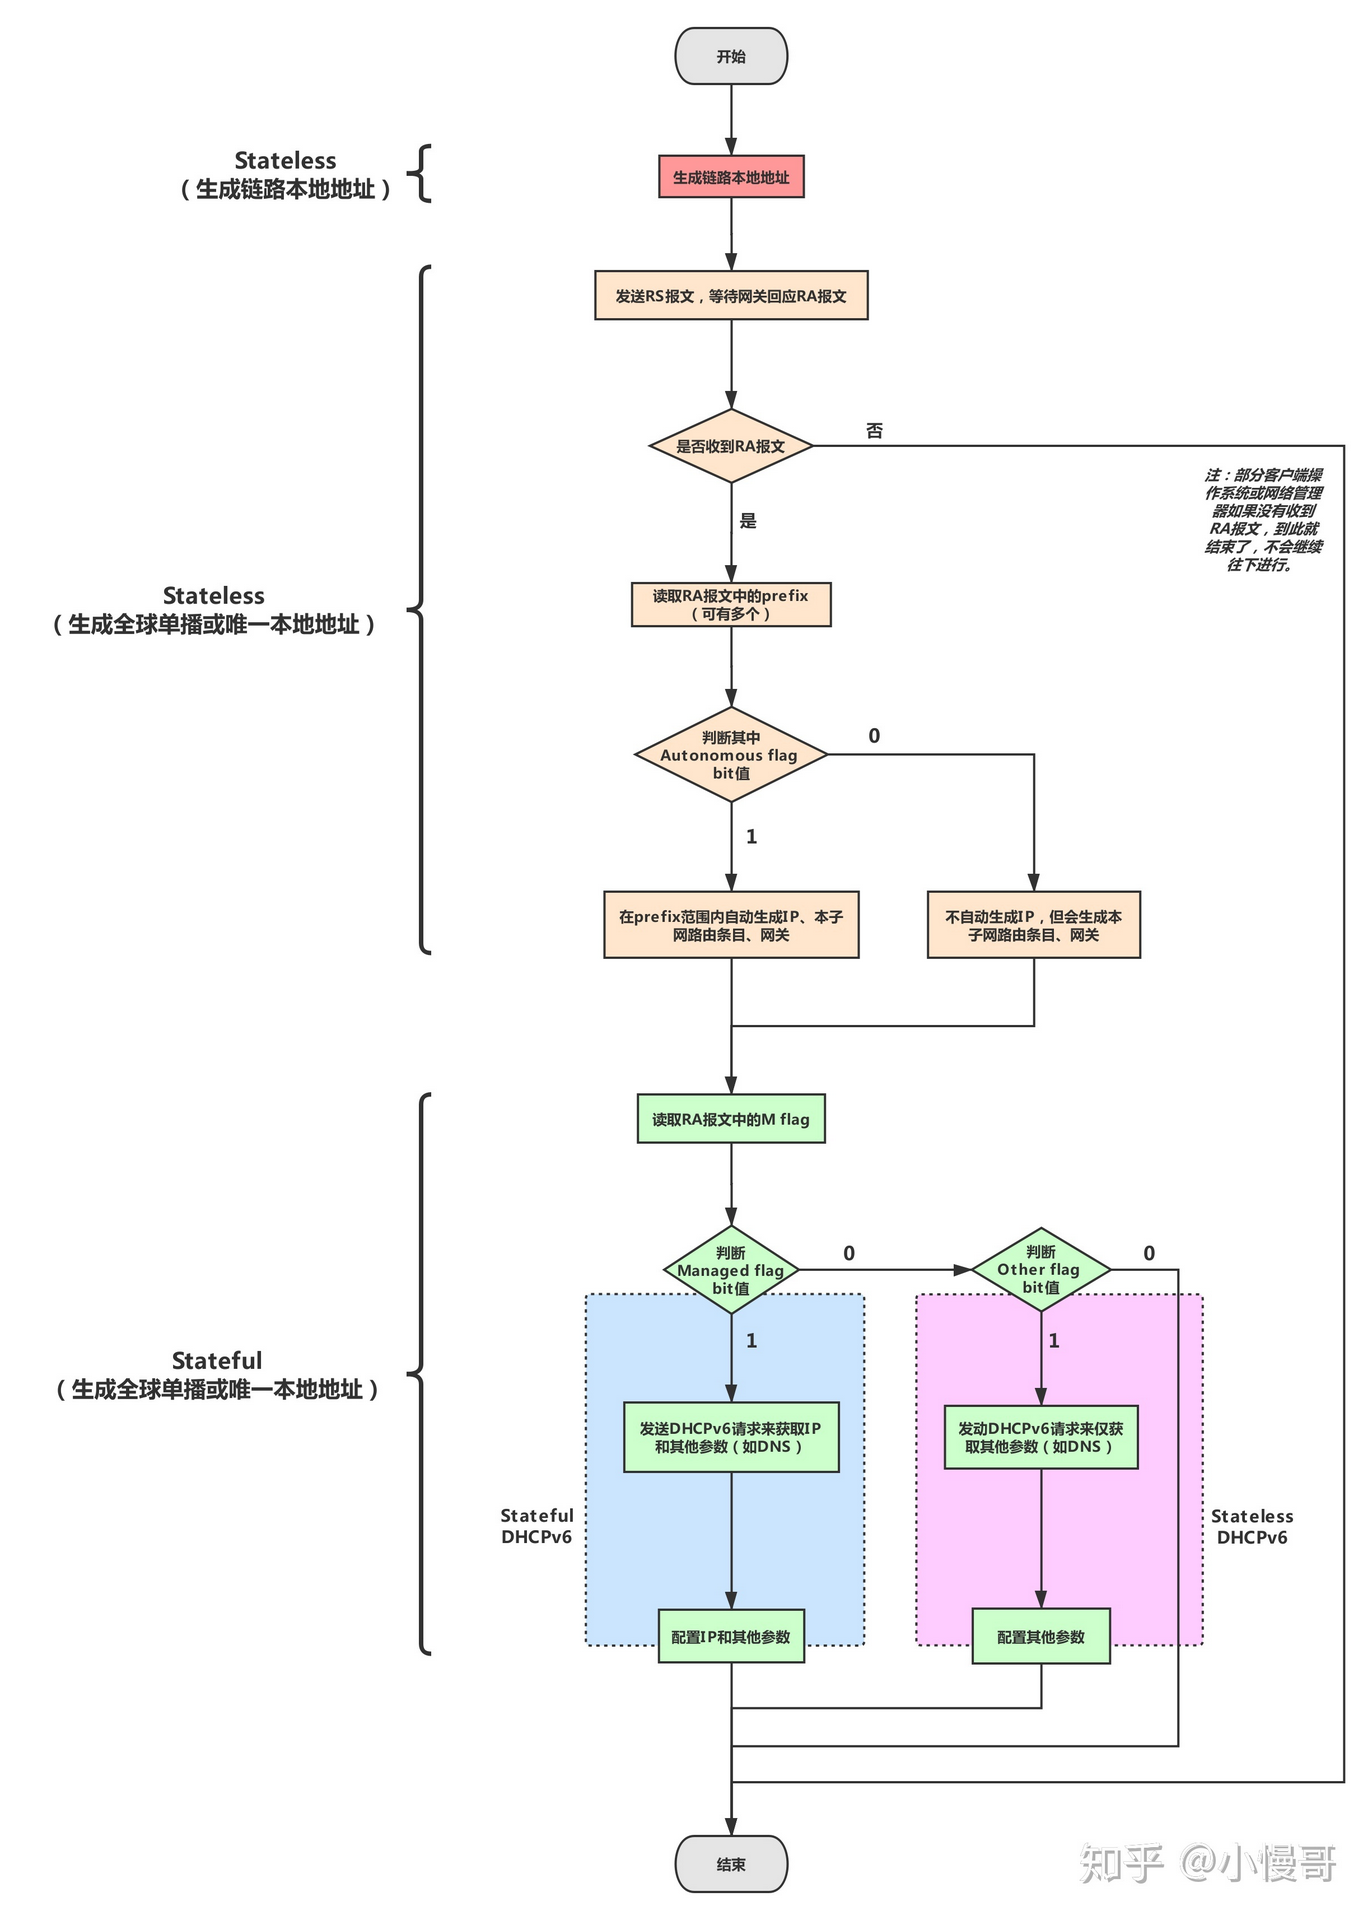 开始
Stateless
（生成链路本地地址）
生成链路本地地址
发送RS报文，等待网关回应RA报文
是否收到RA报文
否
注：部分客户端操
作系统或网络管理
器如果没有收到
RA报文，到此就
结束了，不会继续
往下进行。
是
Stateless
（生成全球单播或唯一本地地址）
读取RA报文中的prefix
（可有多个）
判断其中
Autonomous flag
bit值
0
1
在prefix范围内自动生成IP、本子
网路由条目、网关
不自动生成IP，但会生成本
子网路由条目、网关
读取RA报文中的M flag
判断
Managed flag
bit值
0
判断
Other flag
bit值
0
1
1
Stateful
（生成全球单播或唯一本地地址）
发送DHCPv6请求来获取IP
和其他参数（如DNS）
发动DHCPv6请求来仅获
取其他参数（如DNS）
Stateful
DHCPv6
Stateless
DHCPv6
配置IP和其他参数
配置其他参数
结束
知乎 @小慢哥